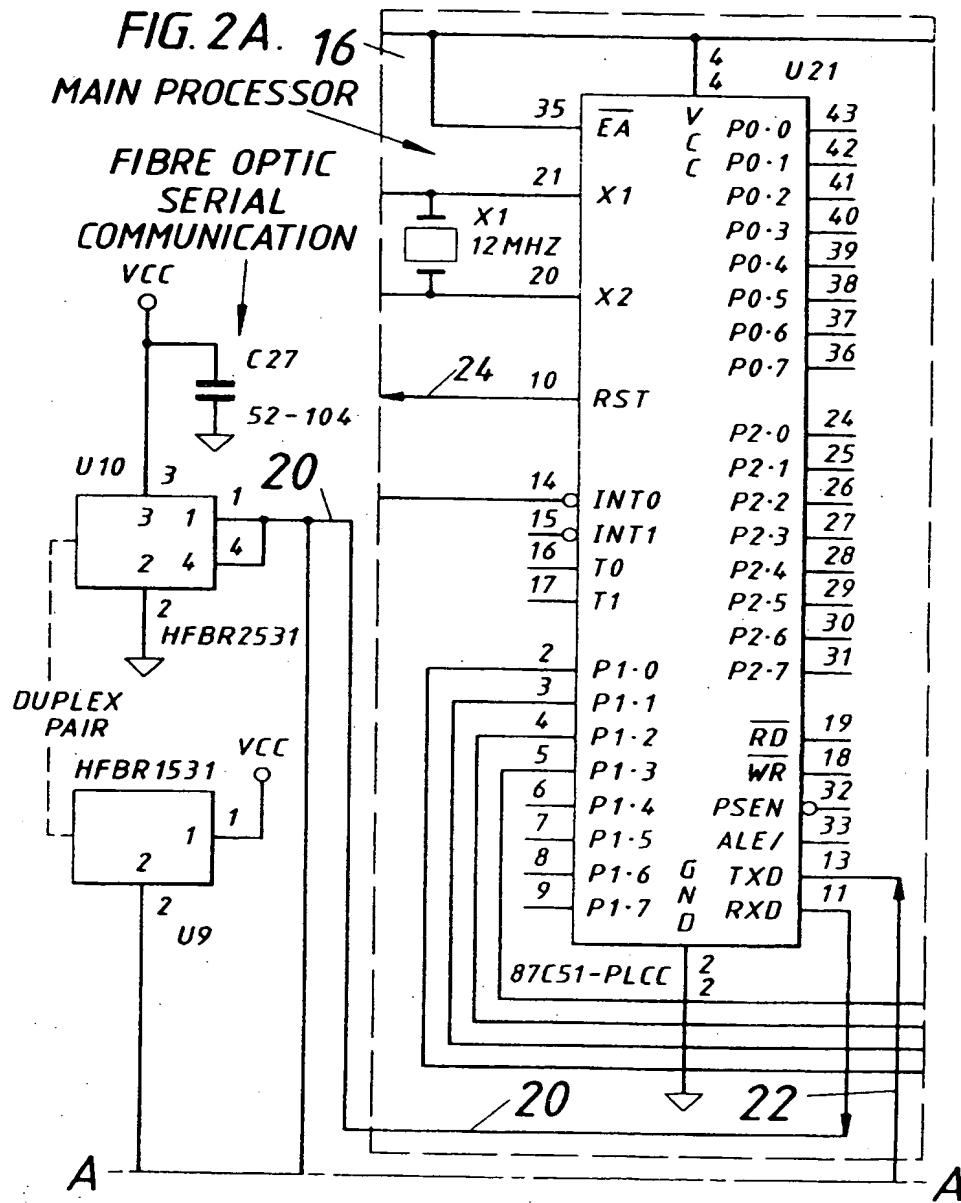 FIG. 2A.
16
MAIN PROCESSOR
FIBRE OPTIC
SERIAL
COMMUNICATION
VCC
C27
52-104
U10
3
20
3 1
1
2 4
4
2
HFBR2531
DUPLEX
PAIR
HFBR1531
VCC
1
1
2
2
U9
U21
4
4
VCC
35 EA
21 X1
X1
12MHZ
20 X2
24
10 RST
14 INT0
15 INT1
16 T0
17 T1
2 P1·0
3 P1·1
4 P1·2
5 P1·3
6 P1·4
7 P1·5
8 P1·6
9 P1·7
GND
P0·0 43
P0·1 42
P0·2 41
P0·3 40
P0·4 39
P0·5 38
P0·6 37
P0·7 36
P2·0 24
P2·1 25
P2·2 26
P2·3 27
P2·4 28
P2·5 29
P2·6 30
P2·7 31
RD 19
WR 18
PSEN 32
ALE/ 33
TXD 13
RXD 11
87C51-PLCC
2
2
20
22
A
A